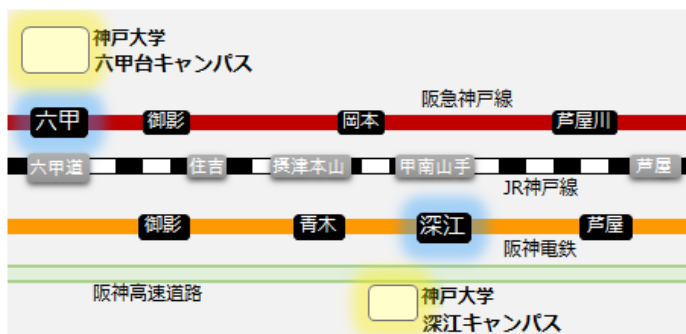 神戸大学
六甲台キャンパス
阪急神戸線
六甲 御影 岡本 芦屋川
六甲道 住吉 摂津本山 甲南山手 芦屋
JR神戸線
御影 青木 深江 芦屋
阪神電鉄
阪神高速道路
神戸大学
深江キャンパス